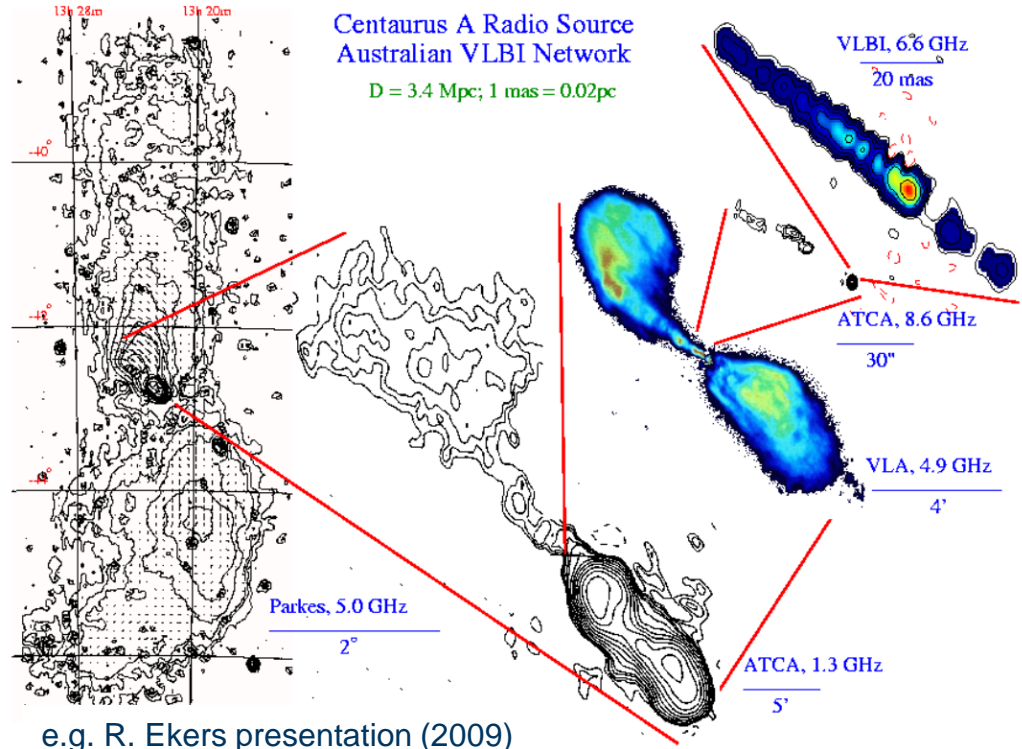 13h 28m 13h 20m
Centaurus A Radio Source
Australian VLBI Network
D = 3.4 Mpc; 1 mas = 0.02pc
VLBI, 6.6 GHz
20 mas
-40°
-42°
ATCA, 8.6 GHz
30"
VLA, 4.9 GHz
4'
Parkes, 5.0 GHz
2°
ATCA, 1.3 GHz
5'
e.g. R. Ekers presentation (2009)